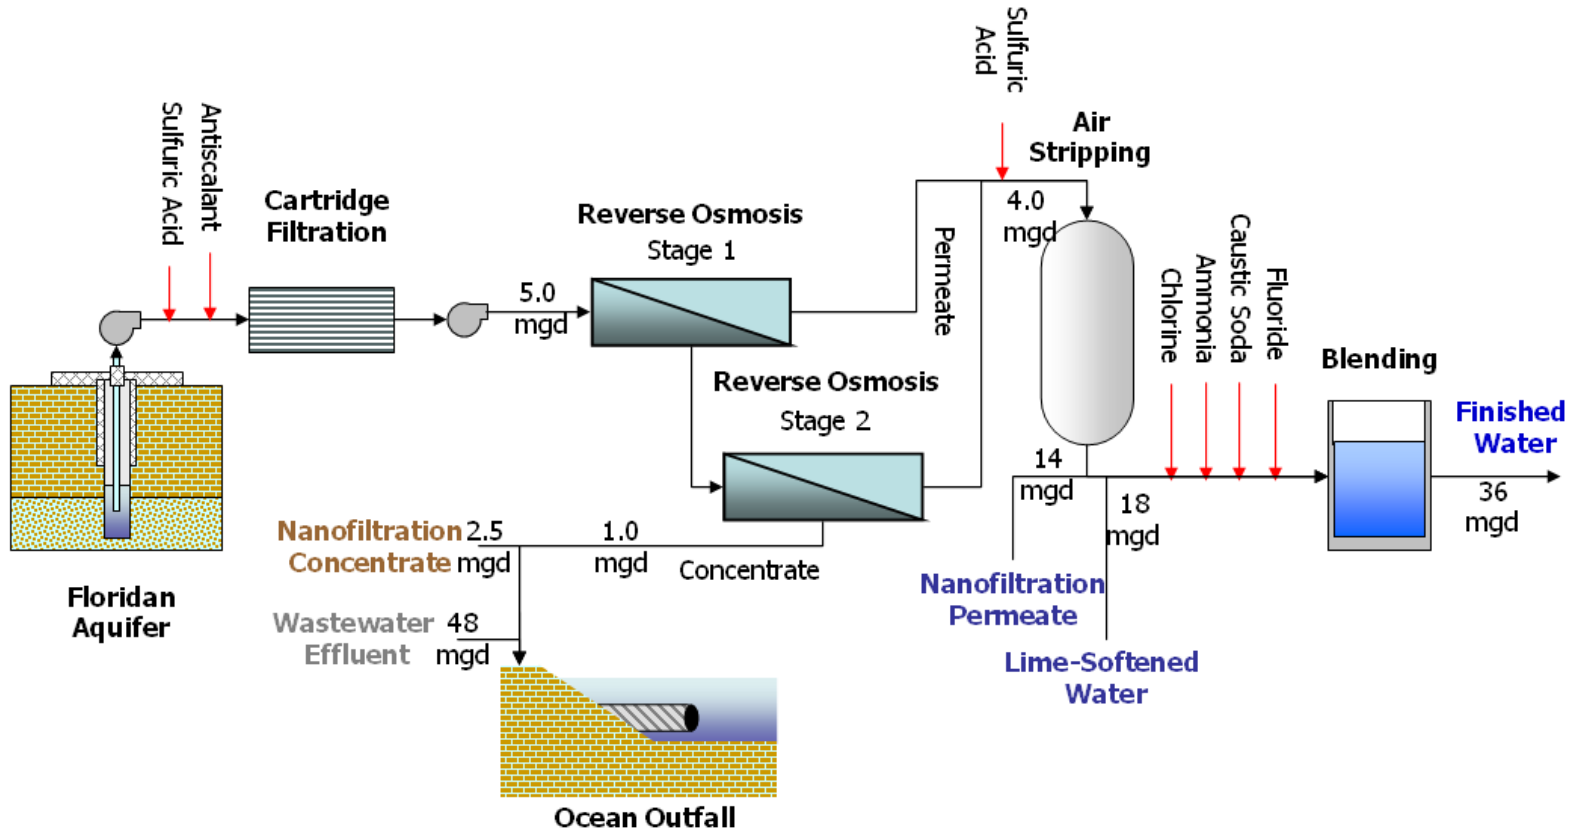 Sulfuric
Acid
Air
Stripping
Sulfuric Acid
Antiscalant
Cartridge
Filtration
Reverse Osmosis
Stage 1
Permeate
4.0
mgd
Chlorine
Ammonia
Caustic Soda
Fluoride
5.0
mgd
Blending
Reverse Osmosis
Stage 2
Finished
Water
36
mgd
14
mgd
18
mgd
Nanofiltration
Concentrate
2.5
mgd
1.0
mgd
Concentrate
Nanofiltration
Permeate
Floridan
Aquifer
Wastewater
Effluent
48
mgd
Lime-Softened
Water
Ocean Outfall